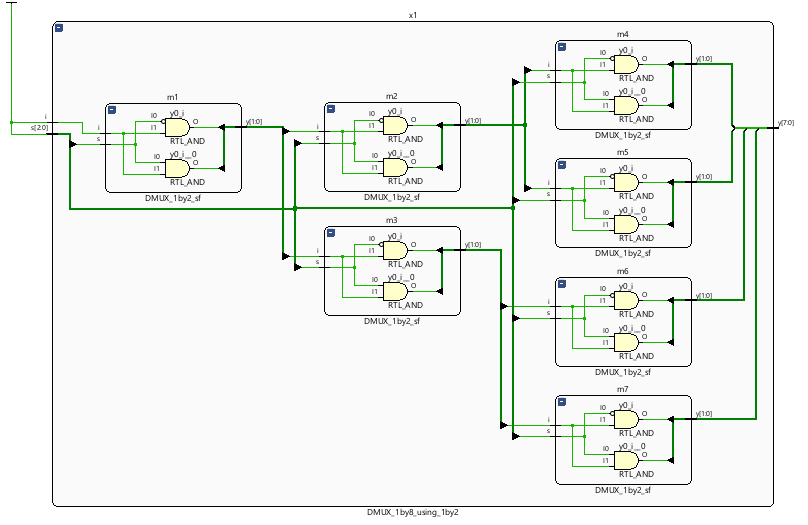 x1
i
s[2:0]
m1
i
s
y0_i
I0
I1
O
RTL_AND
y0_i__0
I0
I1
O
RTL_AND
y[1:0]
DMUX_1by2_sf
m2
i
s
y0_i
I0
I1
O
RTL_AND
y0_i__0
I0
I1
O
RTL_AND
y[1:0]
DMUX_1by2_sf
m3
i
s
y0_i
I0
I1
O
RTL_AND
y0_i__0
I0
I1
O
RTL_AND
y[1:0]
DMUX_1by2_sf
m4
i
s
y0_i
I0
I1
O
RTL_AND
y0_i__0
I0
I1
O
RTL_AND
y[1:0]
DMUX_1by2_sf
m5
i
s
y0_i
I0
I1
O
RTL_AND
y0_i__0
I0
I1
O
RTL_AND
y[1:0]
DMUX_1by2_sf
m6
i
s
y0_i
I0
I1
O
RTL_AND
y0_i__0
I0
I1
O
RTL_AND
y[1:0]
DMUX_1by2_sf
m7
i
s
y0_i
I0
I1
O
RTL_AND
y0_i__0
I0
I1
O
RTL_AND
y[1:0]
DMUX_1by2_sf
y[7:0]
DMUX_1by8_using_1by2